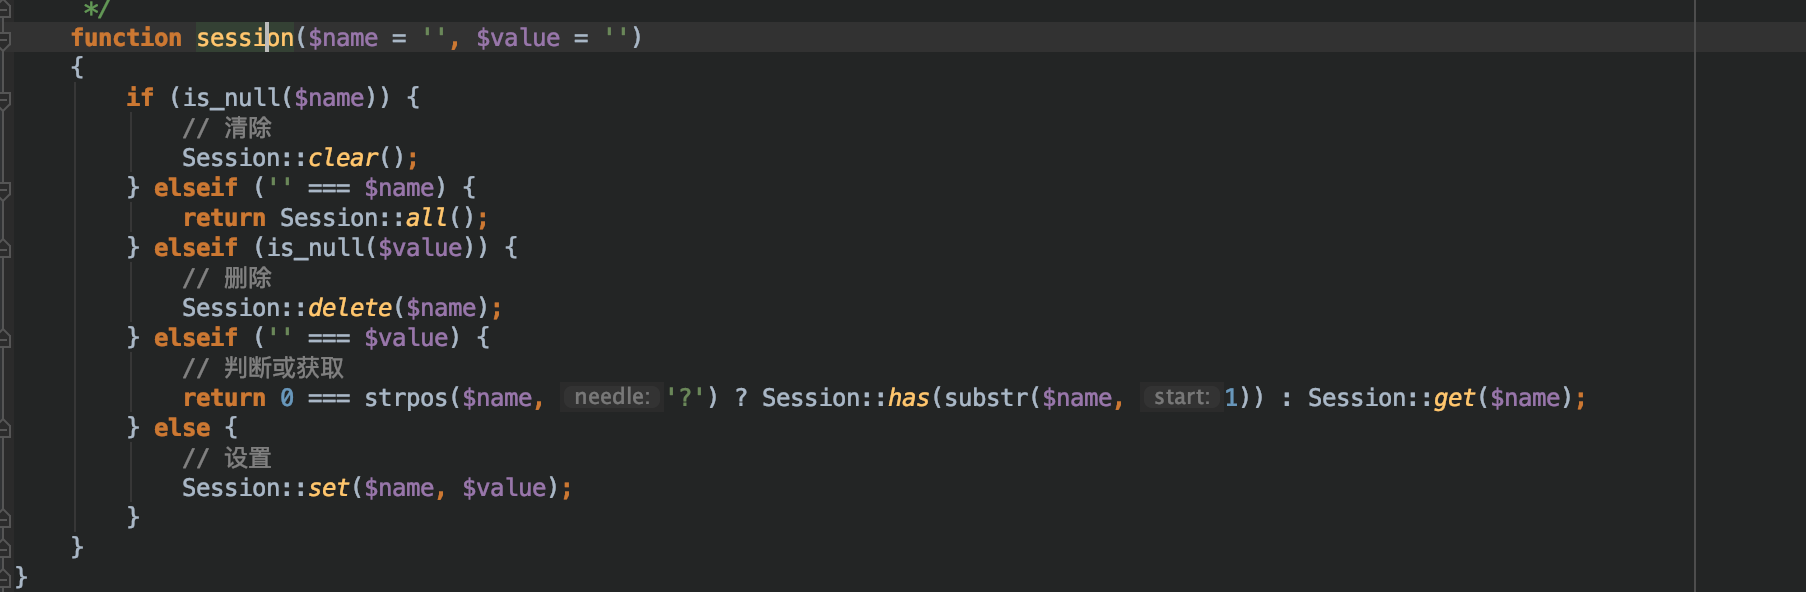 */
function session($name = '', $value = '')
{
if (is_null($name)) {
// 清除
Session::clear();
} elseif ('' === $name) {
return Session::all();
} elseif (is_null($value)) {
// 删除
Session::delete($name);
} elseif ('' === $value) {
// 判断或获取
return 0 === strpos($name, needle: '?') ? Session::has(substr($name, start: 1)) : Session::get($name);
} else {
// 设置
Session::set($name, $value);
}
}
}